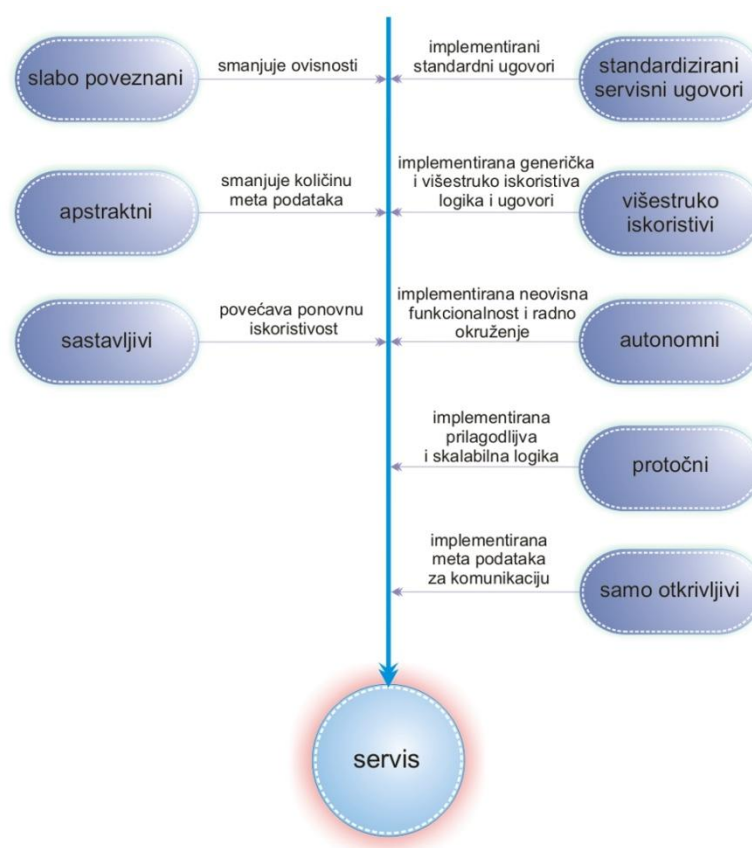 slabo poveznani
smanjuje ovisnosti
implementirani
standardni ugovori
standardizirani
servisni ugovori
apstraktni
smanjuje količinu
meta podataka
implementirana generička
i višestruko iskoristiva
logika i ugovori
višestruko
iskoristivi
sastavljivi
povećava ponovnu
iskoristivost
implementirana neovisna
funkcionalnost i radno
okruženje
autonomni
implementirana
prilagodljiva
i skalabilna logika
protočni
implementirana
meta podataka
za komunikaciju
samo otkrivljivi
servis